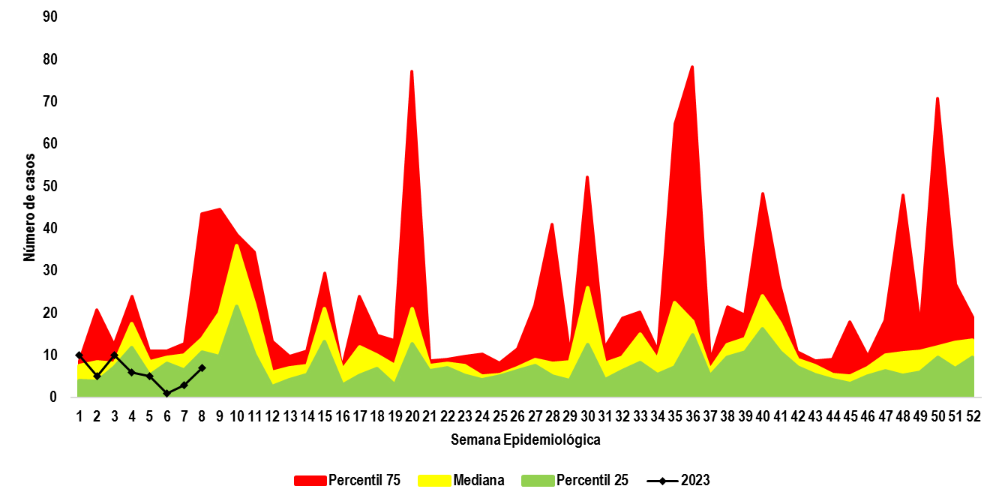 90
80
70
60
50
40
30
20
10
0
Número de casos
1 2 3 4 5 6 7 8 9 10 11 12 13 14 15 16 17 18 19 20 21 22 23 24 25 26 27 28 29 30 31 32 33 34 35 36 37 38 39 40 41 42 43 44 45 46 47 48 49 50 51 52
Semana Epidemiológica
Percentil 75 Mediana Percentil 25 2023